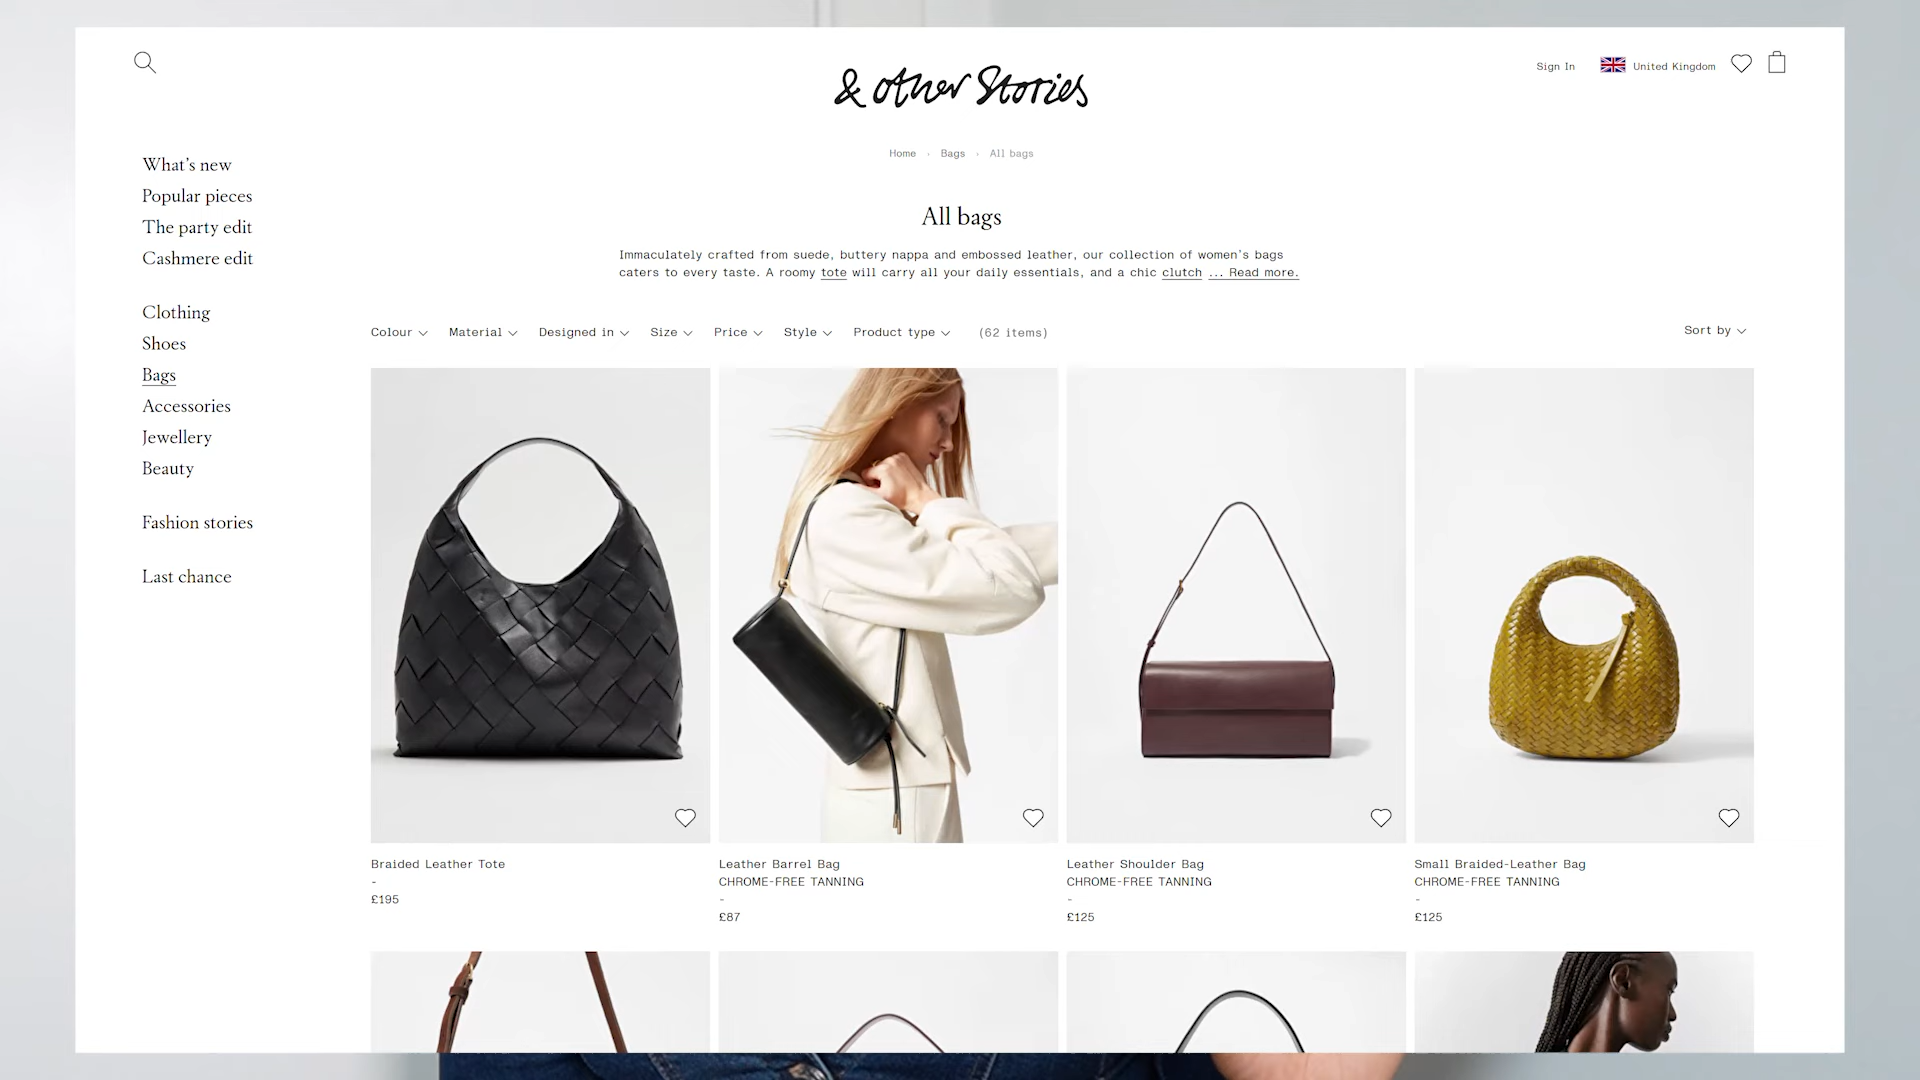 & other Stories
Sign In
United Kingdom
Home › Bags › All bags
What's new
Popular pieces
The party edit
Cashmere edit
Clothing
Shoes
Bags
Accessories
Jewellery
Beauty
Fashion stories
Last chance
All bags
Immaculately crafted from suede, buttery nappa and embossed leather, our collection of women's bags
caters to every taste. A roomy tote will carry all your daily essentials, and a chic clutch ... Read more.
Colour Material Designed in Size Price Style Product type (62 items) Sort by
Braided Leather Tote
-
£195
Leather Barrel Bag
CHROME-FREE TANNING
-
£87
Leather Shoulder Bag
CHROME-FREE TANNING
-
£125
Small Braided-Leather Bag
CHROME-FREE TANNING
-
£125